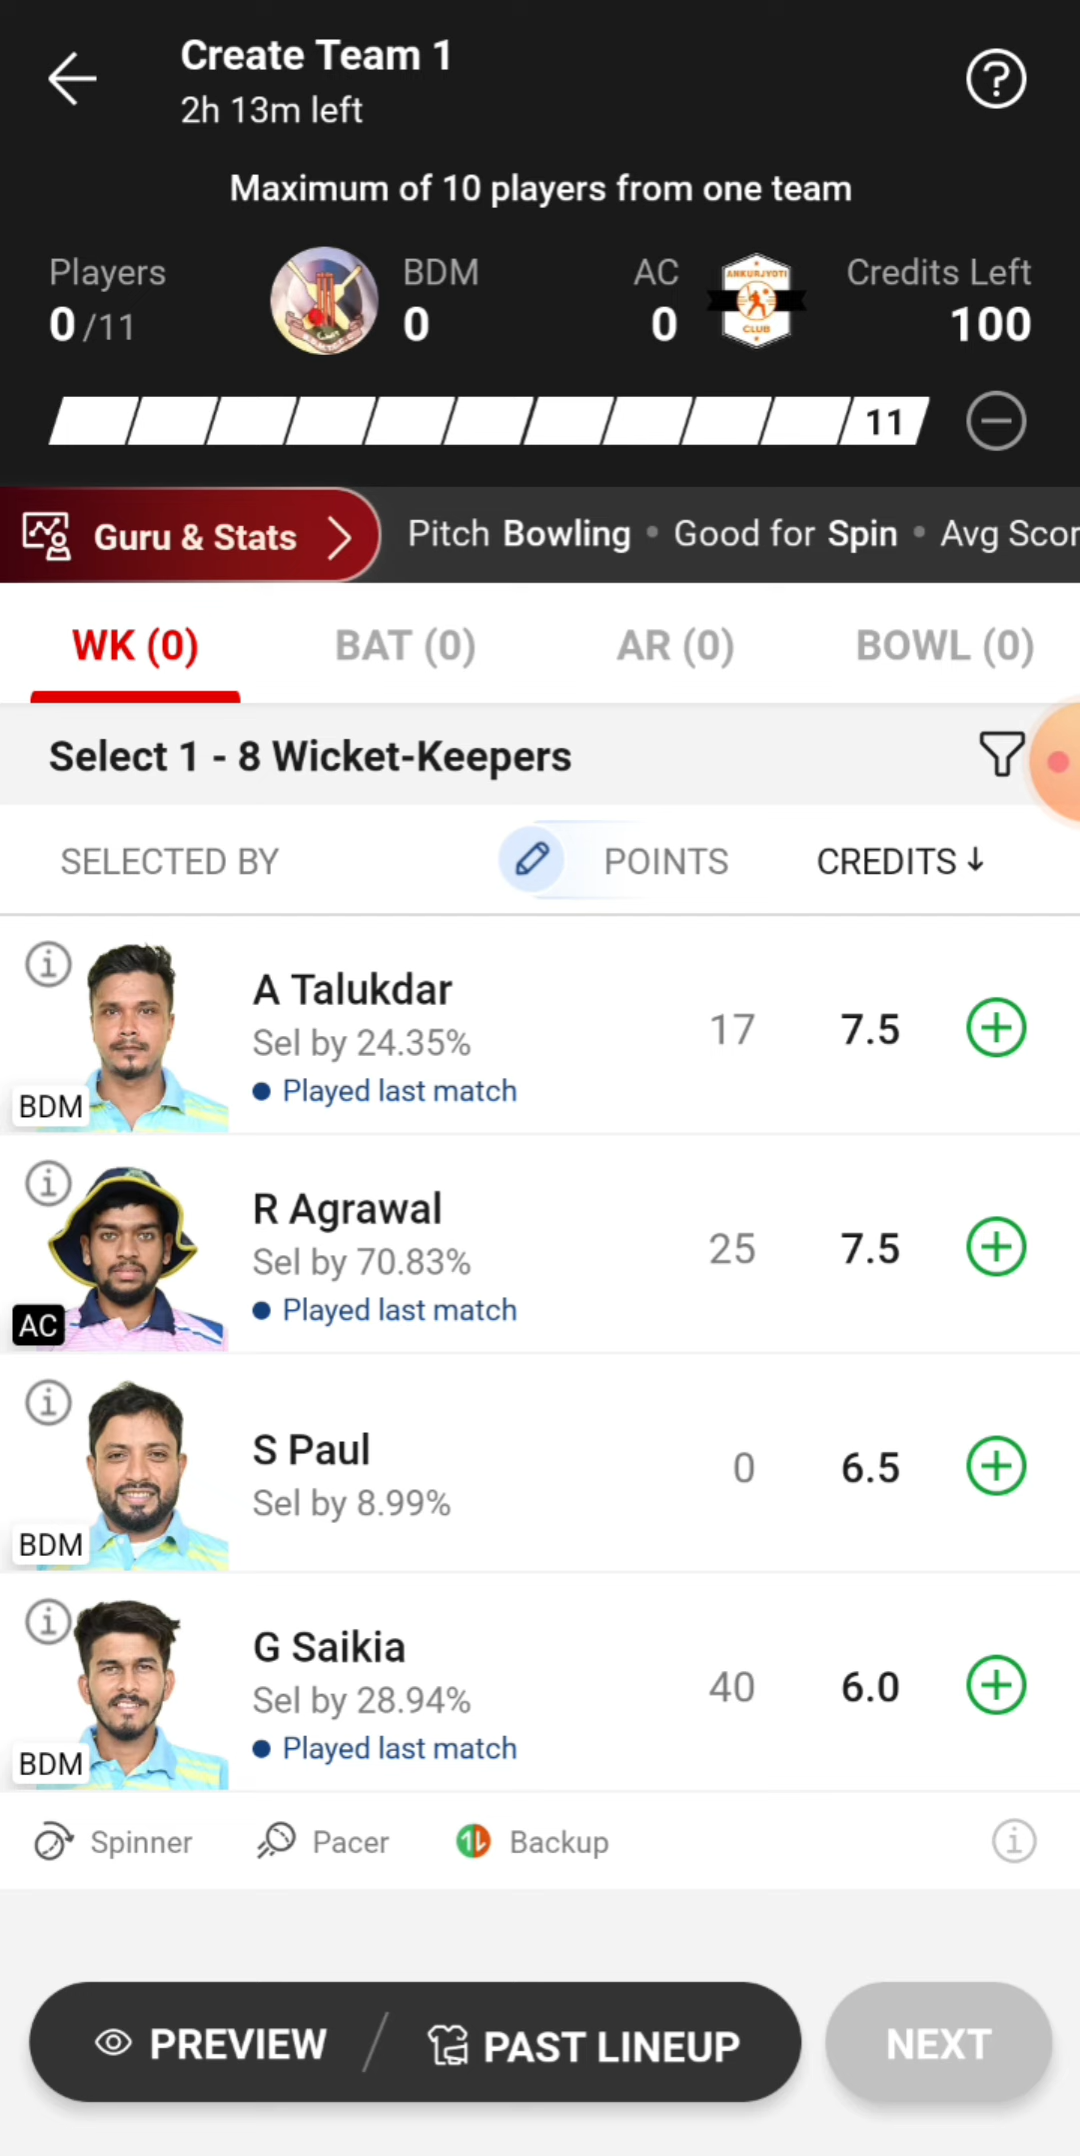 Create Team 1
2h 13m left
Maximum of 10 players from one team
Players
0/11
BDM
0
AC
0
ANKURJYOTI
CLUB
Credits Left
100
11
Guru & Stats
Pitch Bowling • Good for Spin • Avg Scor
WK (0)
BAT (0)
AR (0)
BOWL (0)
Select 1 - 8 Wicket-Keepers
SELECTED BY
POINTS
CREDITS ↓
A Talukdar
Sel by 24.35%
Played last match
BDM
17
7.5
R Agrawal
Sel by 70.83%
Played last match
AC
25
7.5
S Paul
Sel by 8.99%
BDM
0
6.5
G Saikia
Sel by 28.94%
Played last match
BDM
40
6.0
Spinner
Pacer
Backup
PREVIEW
PAST LINEUP
NEXT